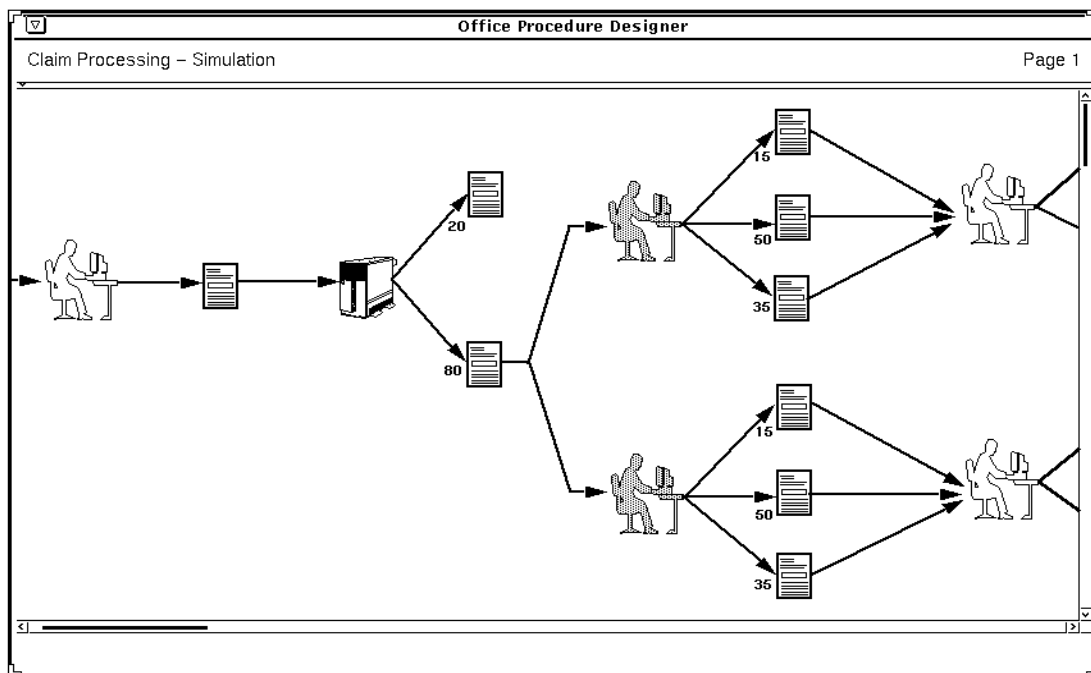 Office Procedure Designer
Claim Processing – Simulation
Page 1
15
20
50
35
80
15
50
35